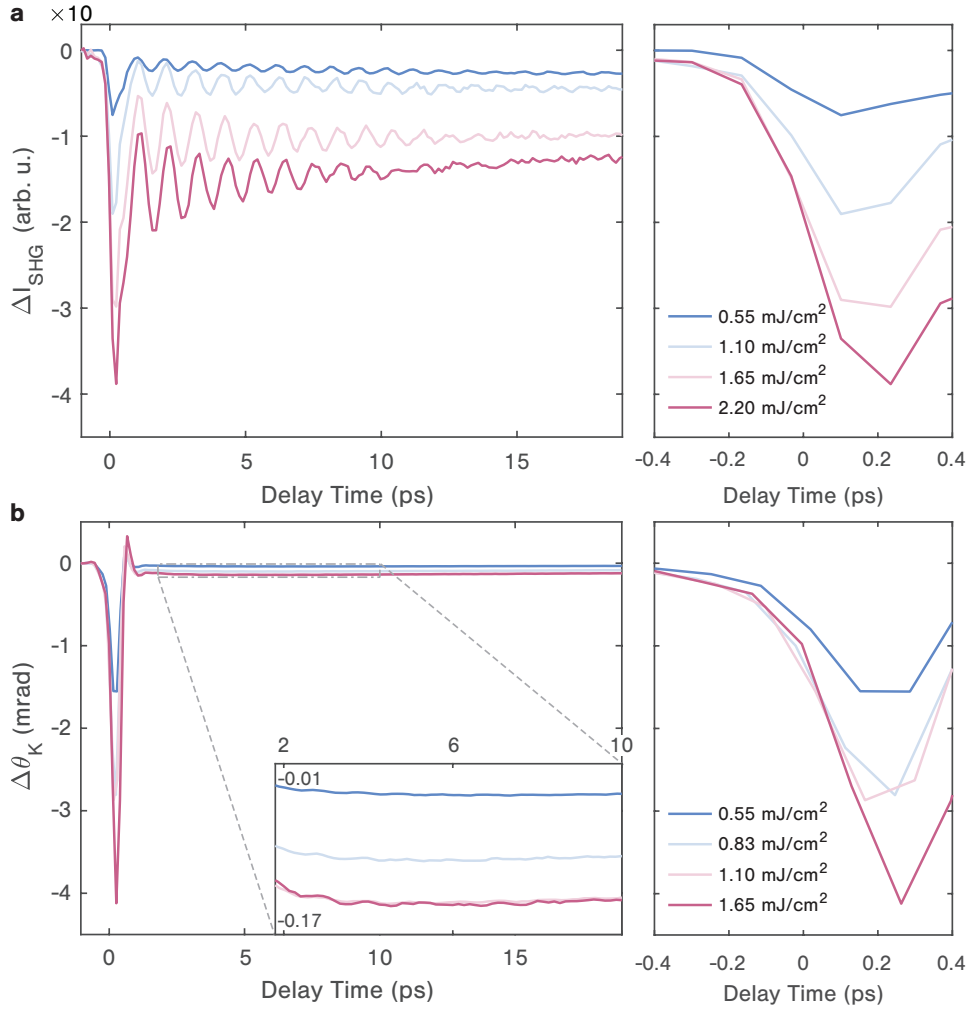 a
×10
0
-1
-2
-3
-4
ΔI_SHG (arb. u.)
0
5
10
15
Delay Time (ps)
0.55 mJ/cm²
1.10 mJ/cm²
1.65 mJ/cm²
2.20 mJ/cm²
-0.4
-0.2
0
0.2
0.4
Delay Time (ps)
b
0
-1
-2
-3
-4
Δθ_K (mrad)
2
6
10
-0.01
-0.17
0
5
10
15
Delay Time (ps)
0.55 mJ/cm²
0.83 mJ/cm²
1.10 mJ/cm²
1.65 mJ/cm²
-0.4
-0.2
0
0.2
0.4
Delay Time (ps)